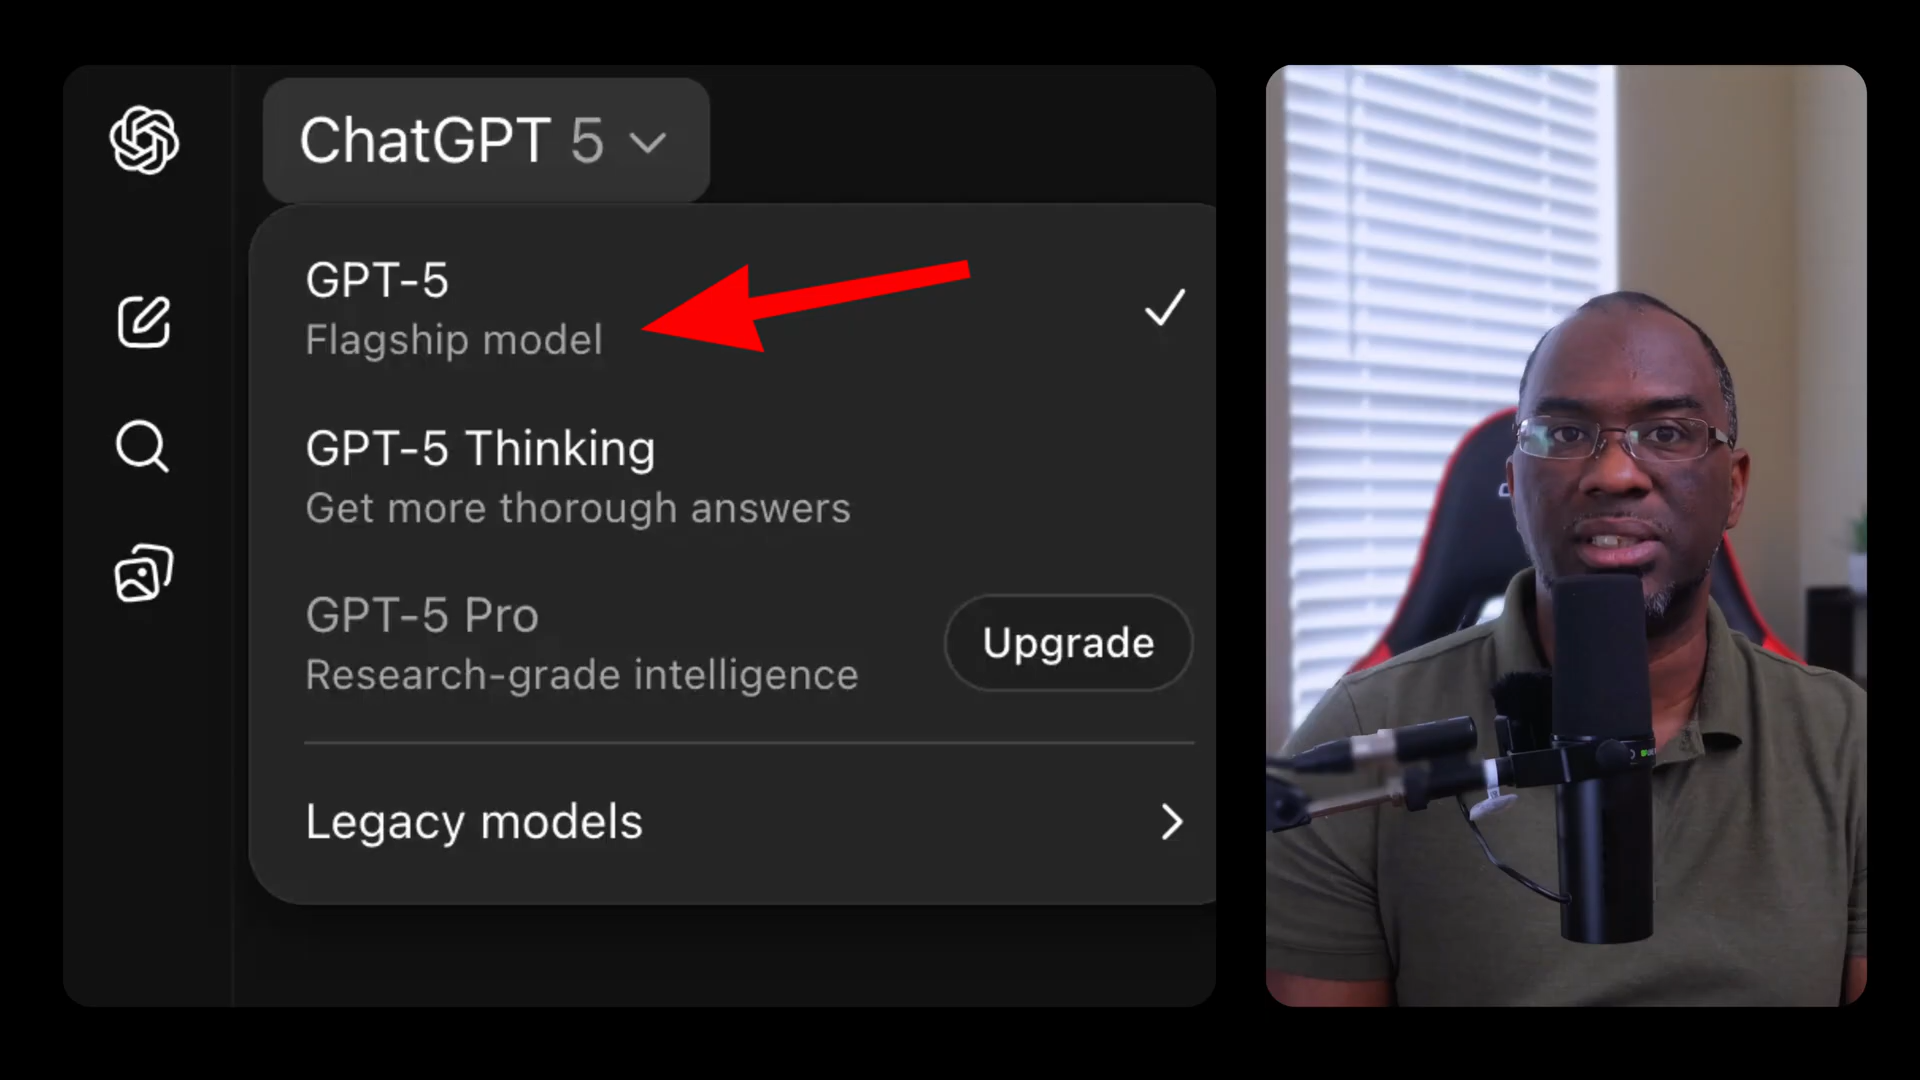 ChatGPT 5
GPT-5
Flagship model
GPT-5 Thinking
Get more thorough answers
GPT-5 Pro
Research-grade intelligence
Upgrade
Legacy models